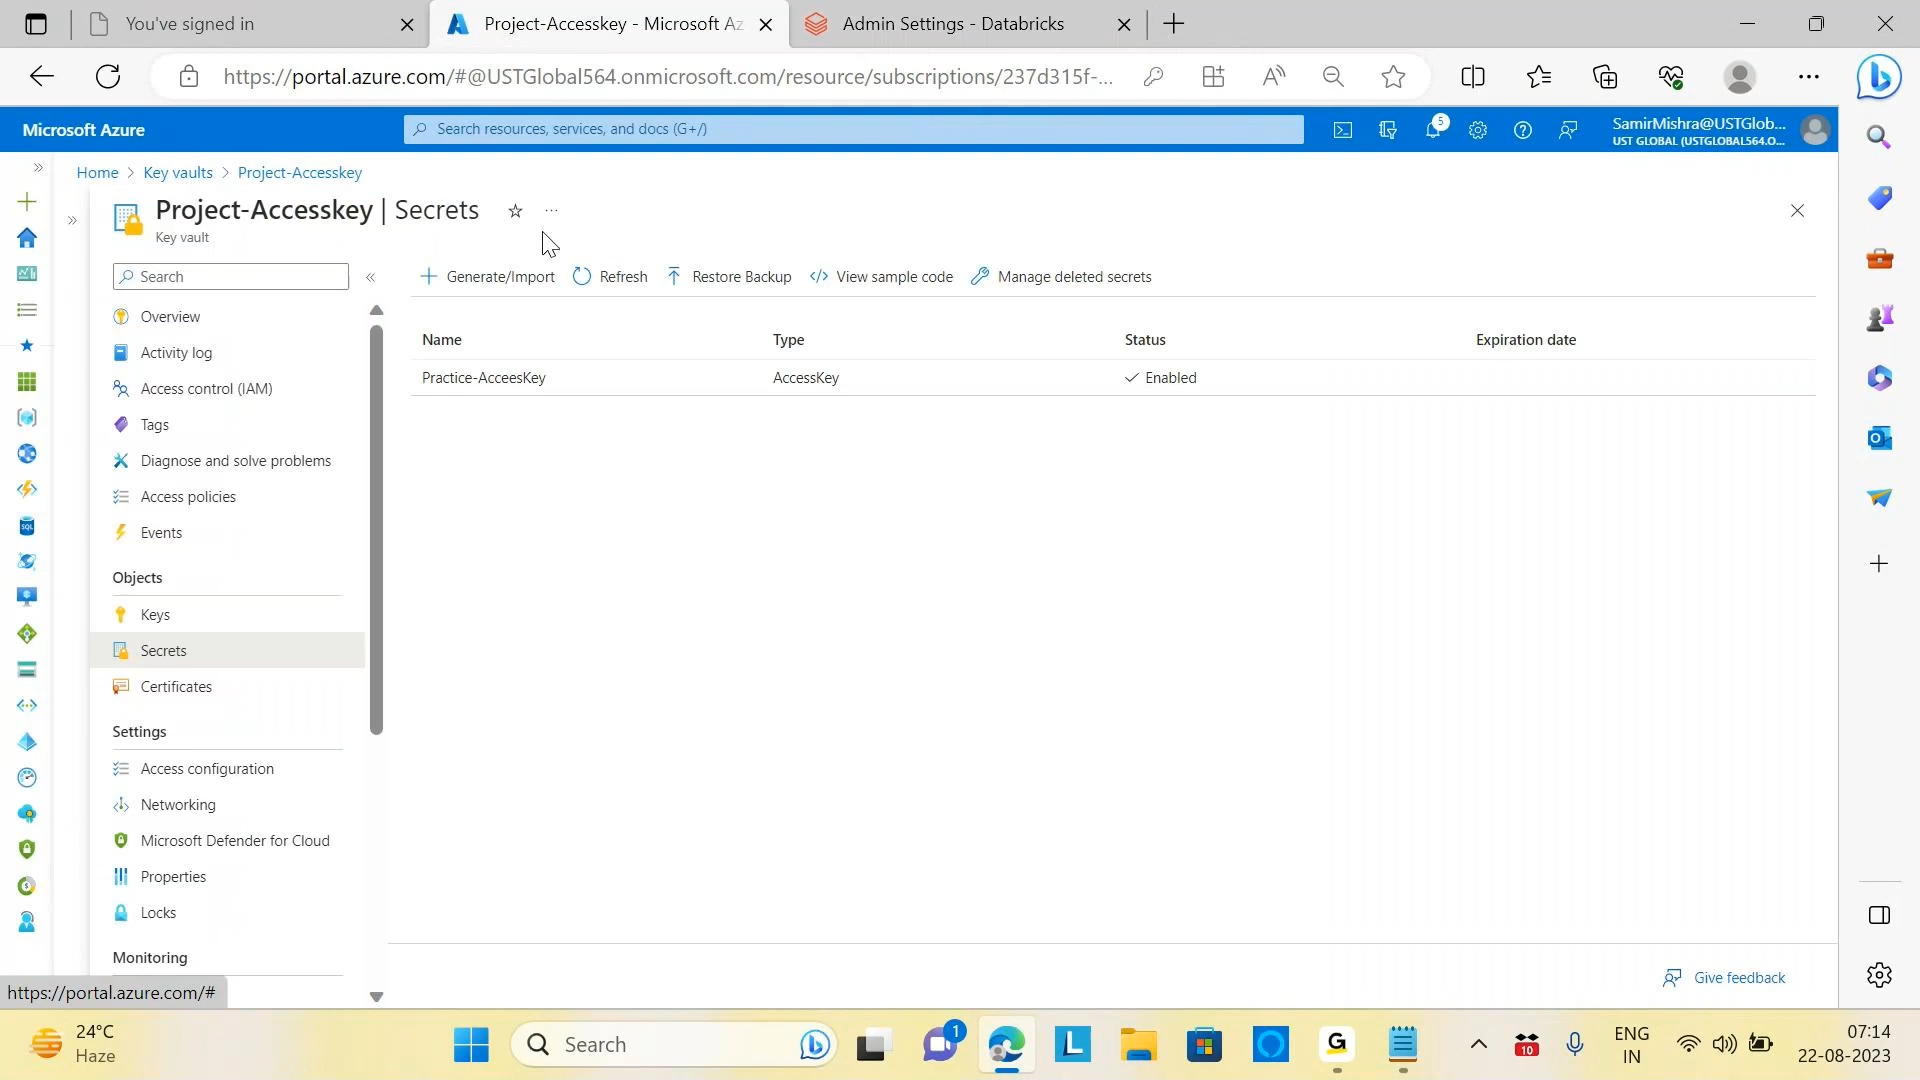 You've signed in
Project-Accesskey - Microsoft Az
Admin Settings - Databricks
https://portal.azure.com/#@USTGlobal564.onmicrosoft.com/resource/subscriptions/237d315f-...
Microsoft Azure
Search resources, services, and docs (G+/)
5
SamirMishra@USTGlob...
UST GLOBAL (USTGLOBAL564.O...
Home > Key vaults > Project-Accesskey
Project-Accesskey | Secrets
Key vault
Search
Generate/Import
Refresh
Restore Backup
View sample code
Manage deleted secrets
Overview
Activity log
Access control (IAM)
Tags
Diagnose and solve problems
Access policies
Events
Objects
Keys
Secrets
Certificates
Settings
Access configuration
Networking
Microsoft Defender for Cloud
Properties
Locks
Monitoring
Name Type Status Expiration date
Practice-AcceesKey AccessKey Enabled
Give feedback
https://portal.azure.com/#
24°C
Haze
Search
1
10
ENG
IN
07:14
22-08-2023